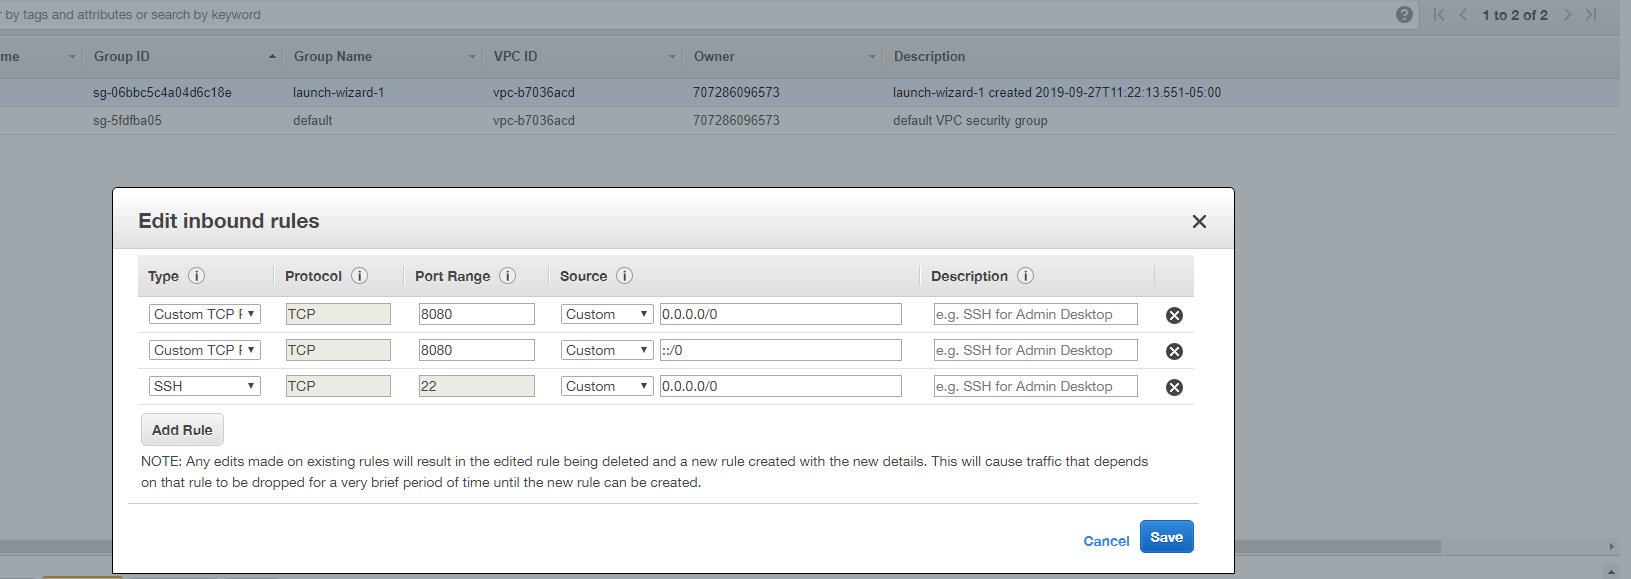 r by tags and attributes or search by keyword
1 to 2 of 2
me Group ID Group Name VPC ID Owner Description
sg-06bbc5c4a04d6c18e launch-wizard-1 vpc-b7036acd 707286096573 launch-wizard-1 created 2019-09-27T11:22:13.551-05:00
sg-5fdfba05 default vpc-b7036acd 707286096573 default VPC security group
Edit inbound rules
Type Protocol Port Range Source Description
Custom TCP F TCP 8080 Custom 0.0.0.0/0 e.g. SSH for Admin Desktop
Custom TCP F TCP 8080 Custom ::/0 e.g. SSH for Admin Desktop
SSH TCP 22 Custom 0.0.0.0/0 e.g. SSH for Admin Desktop
Add Rule
NOTE: Any edits made on existing rules will result in the edited rule being deleted and a new rule created with the new details. This will cause traffic that depends
on that rule to be dropped for a very brief period of time until the new rule can be created.
Cancel Save